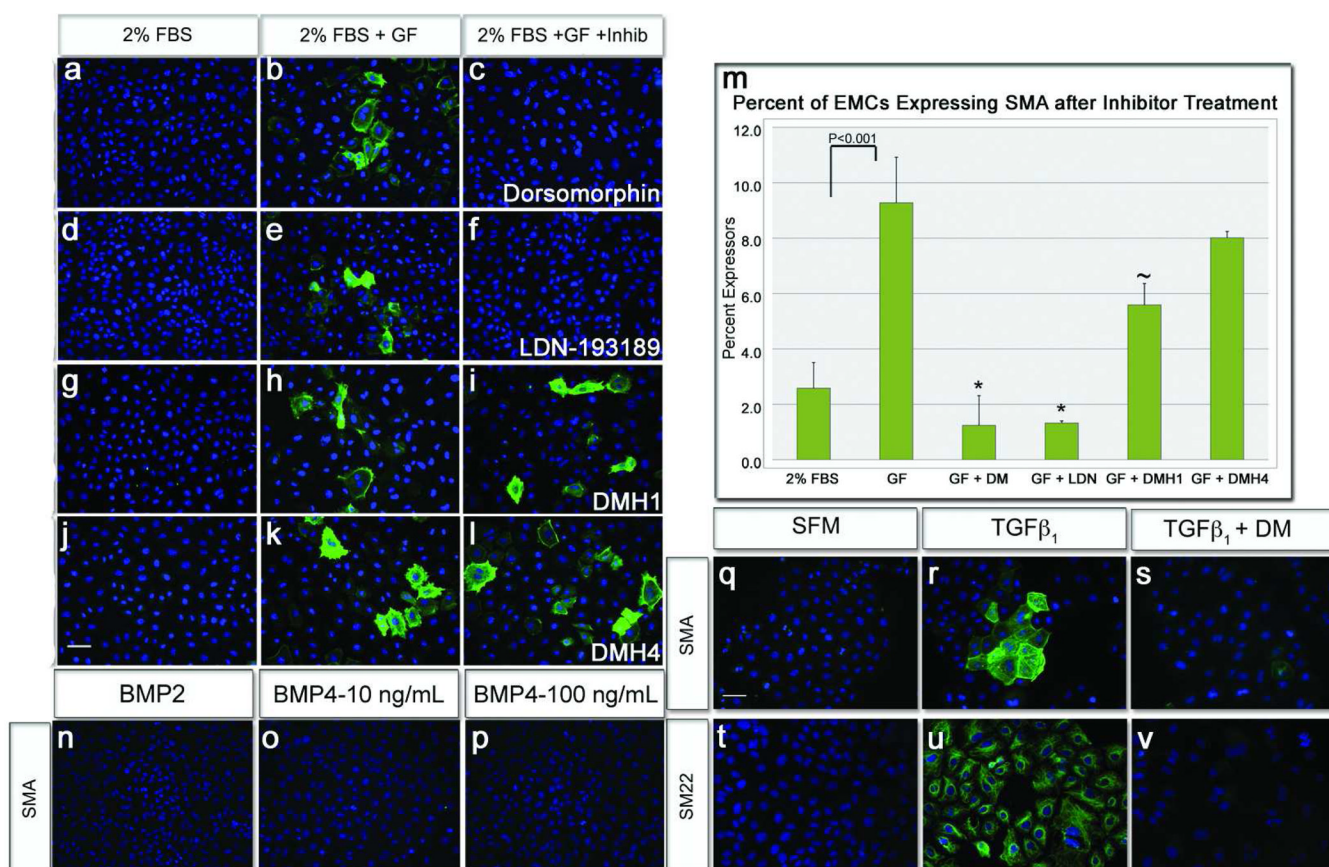 2% FBS
2% FBS + GF
2% FBS +GF +Inhib
a
b
c
Dorsomorphin
d
e
f
LDN-193189
g
h
i
DMH1
j
k
l
DMH4
BMP2
BMP4-10 ng/mL
BMP4-100 ng/mL
SMA
n
o
p
m
Percent of EMCs Expressing SMA after Inhibitor Treatment
Percent Expressors
12.0
10.0
8.0
6.0
4.0
2.0
0.0
P<0.001
*
*
~
2% FBS
GF
GF + DM
GF + LDN
GF + DMH1
GF + DMH4
SFM
TGFβ₁
TGFβ₁ + DM
SMA
q
r
s
SM22
t
u
v